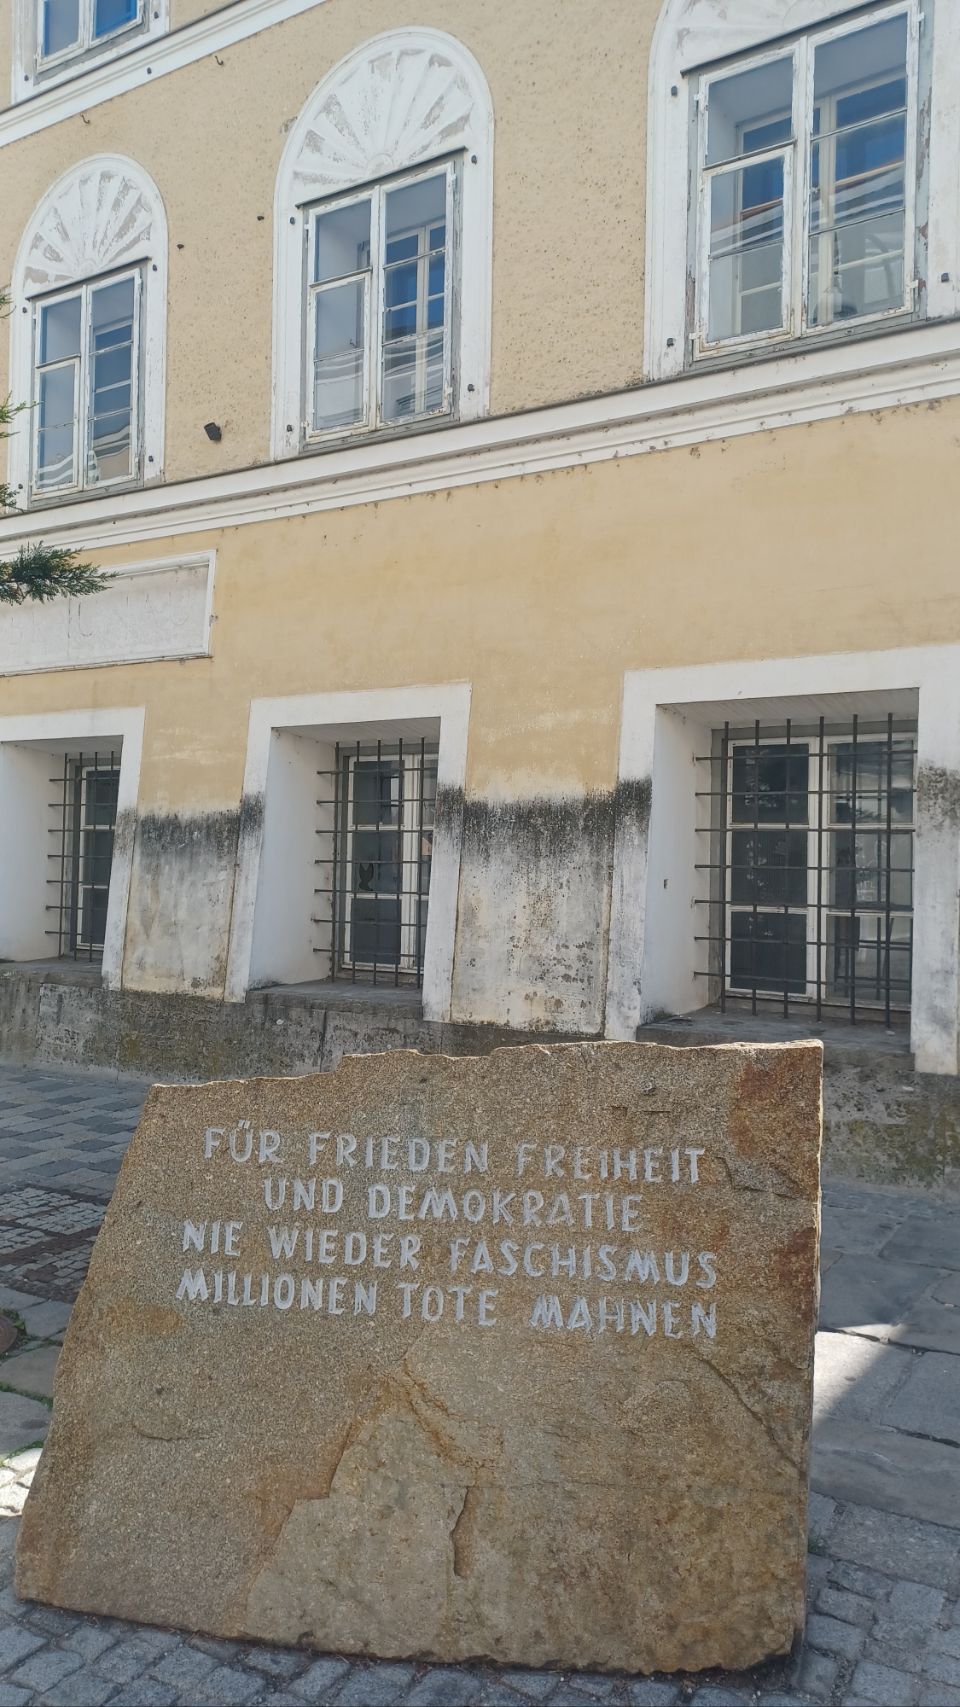 FÜR FRIEDEN FREIHEIT
UND DEMOKRATIE
NIE WIEDER FASCHISMUS
MILLIONEN TOTE MAHNEN